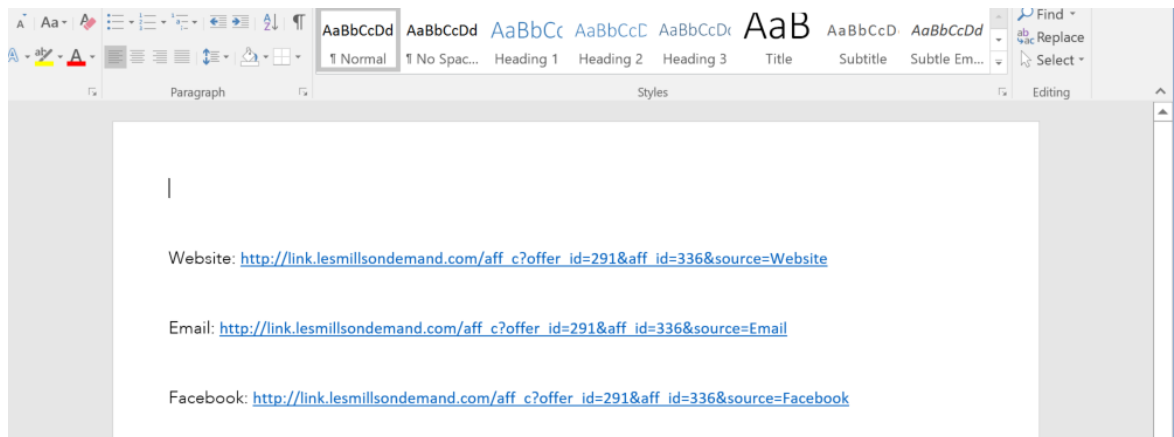 Aa Find
AaBbCcDd AaBbCcDd AaBbCc AaBbCcC AaBbCcDc AaB AaBbCcD AaBbCcDd Replace
¶ Normal ¶ No Spac... Heading 1 Heading 2 Heading 3 Title Subtitle Subtle Em... Select
Paragraph Styles Editing
Website: http://link.lesmillsondemand.com/aff_c?offer_id=291&aff_id=336&source=Website
Email: http://link.lesmillsondemand.com/aff_c?offer_id=291&aff_id=336&source=Email
Facebook: http://link.lesmillsondemand.com/aff_c?offer_id=291&aff_id=336&source=Facebook